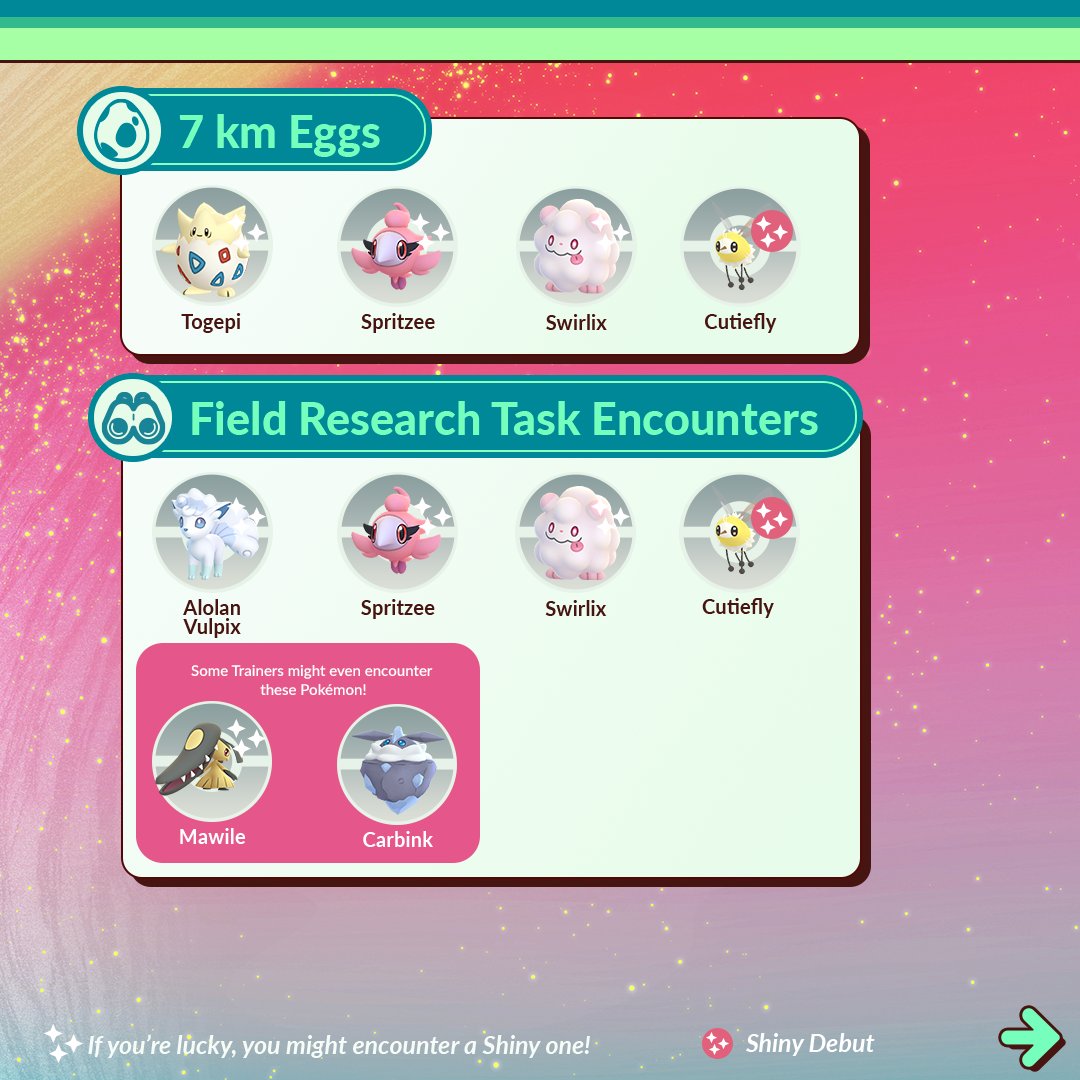 7 km Eggs
Togepi
Spritzee
Swirlix
Cutiefly
Field Research Task Encounters
Alolan
Vulpix
Spritzee
Swirlix
Cutiefly
Some Trainers might even encounter
these Pokémon!
Mawile
Carbink
If you're lucky, you might encounter a Shiny one!
Shiny Debut